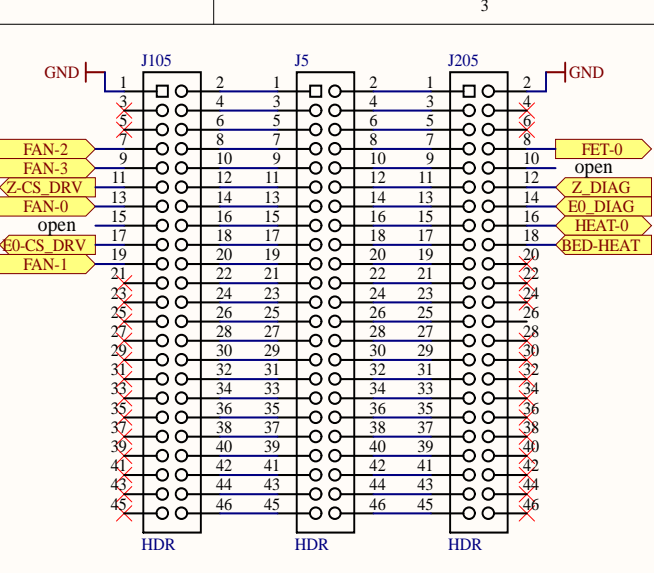 3
J105 J5 J205
GND GND
1 2 1 2 1 2
3 4 3 4 3 4
5 6 5 6 5 6
FAN-2 7 8 7 8 7 8 FET-0
FAN-3 9 10 9 10 9 10 open
Z-CS_DRV 11 12 11 12 11 12 Z_DIAG
FAN-0 13 14 13 14 13 14 E0_DIAG
open 15 16 15 16 15 16 HEAT-0
E0-CS_DRV 17 18 17 18 17 18 BED-HEAT
FAN-1 19 20 19 20 19 20
21 22 21 22 21 22
23 24 23 24 23 24
25 26 25 26 25 26
27 28 27 28 27 28
29 30 29 30 29 30
31 32 31 32 31 32
33 34 33 34 33 34
35 36 35 36 35 36
37 38 37 38 37 38
39 40 39 40 39 40
41 42 41 42 41 42
43 44 43 44 43 44
45 46 45 46 45 46
HDR HDR HDR